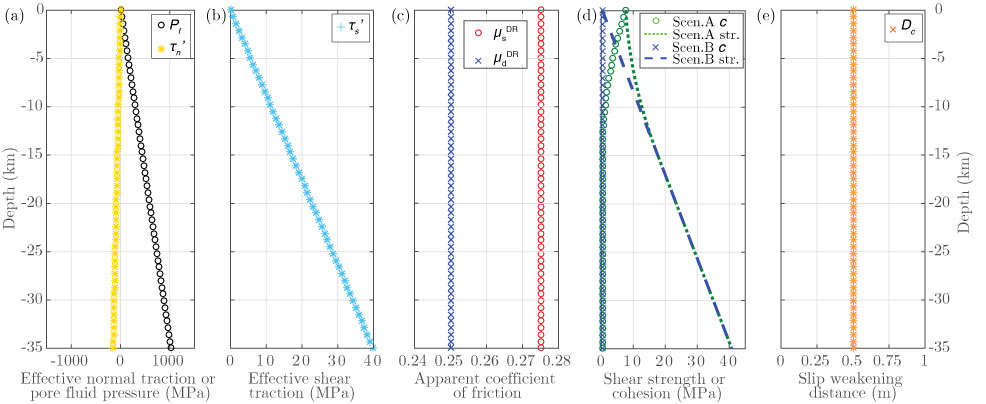 (a)
P_f
τ_n'
(b)
τ_s'
(c)
μ_s^DR
μ_d^DR
(d)
Scen.A c
Scen.A str.
Scen.B c
Scen.B str.
(e)
D_c
0
-5
-10
-15
-20
-25
-30
-35
Depth (km)
0
-5
-10
-15
-20
-25
-30
-35
Depth (km)
-1000 0 1000
0 10 20 30 40
0.24 0.25 0.26 0.27 0.28
0 10 20 30 40
0 0.25 0.5 0.75 1
Effective normal traction or
pore fluid pressure (MPa)
Effective shear
traction (MPa)
Apparent coefficient
of friction
Shear strength or
cohesion (MPa)
Slip weakening
distance (m)